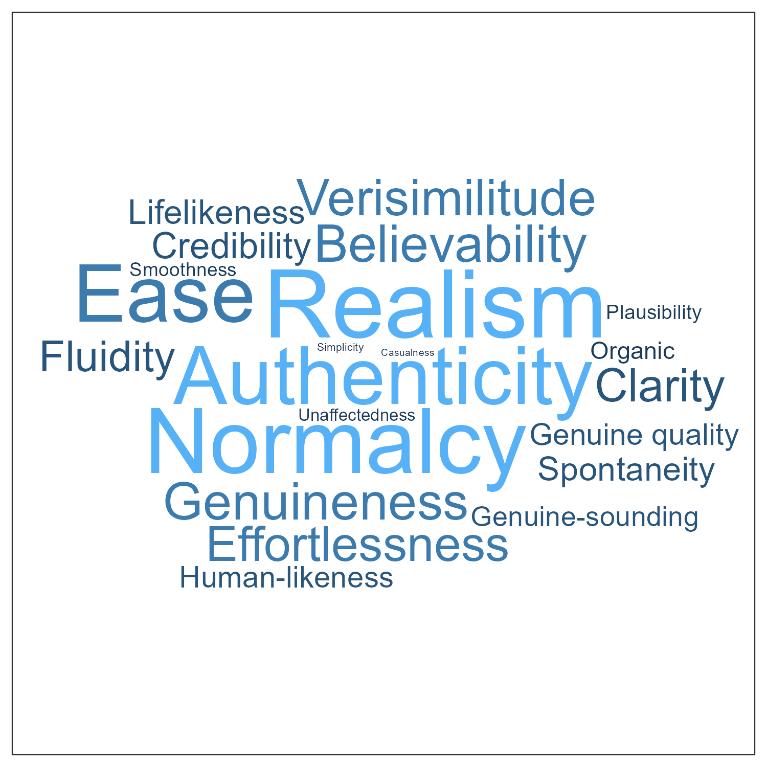 Verisimilitude
Lifelikeness
Believability
Credibility
Smoothness
Ease
Realism
Plausibility
Simplicity
Casualness
Organic
Fluidity
Authenticity
Clarity
Unaffectedness
Normalcy
Genuine quality
Spontaneity
Genuineness
Genuine-sounding
Effortlessness
Human-likeness